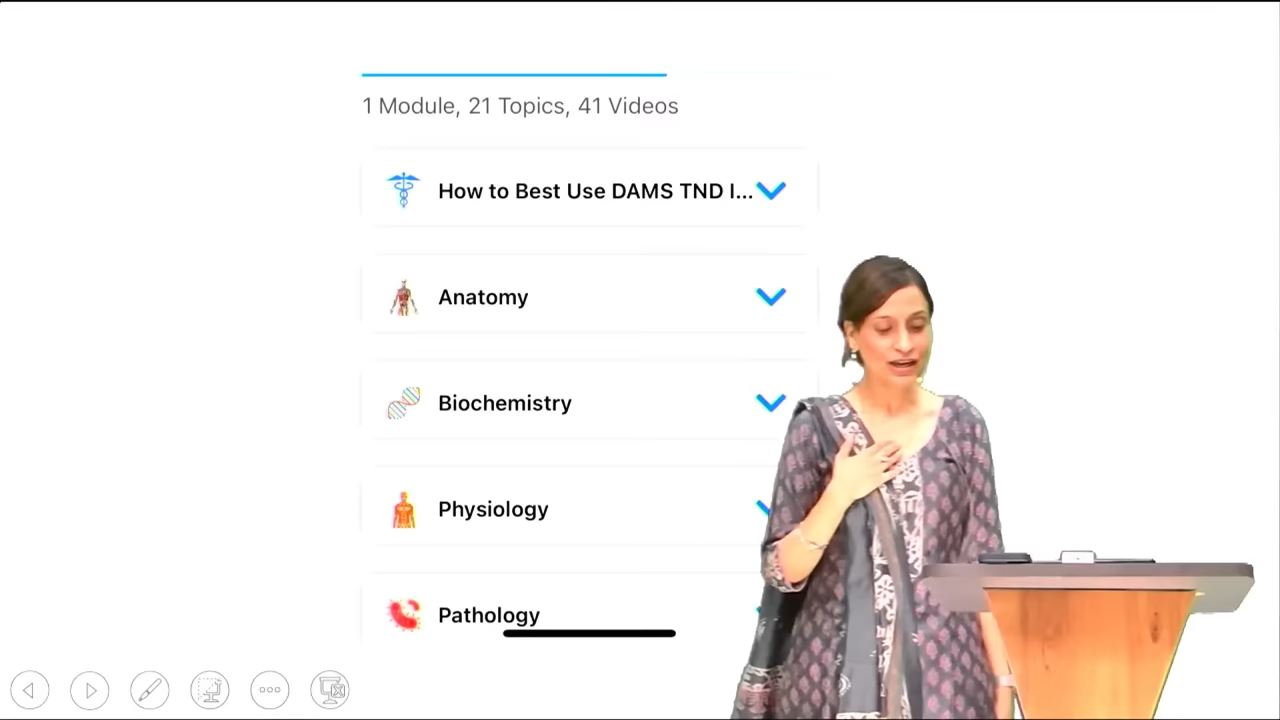 1 Module, 21 Topics, 41 Videos
How to Best Use DAMS TND I...
Anatomy
Biochemistry
Physiology
Pathology